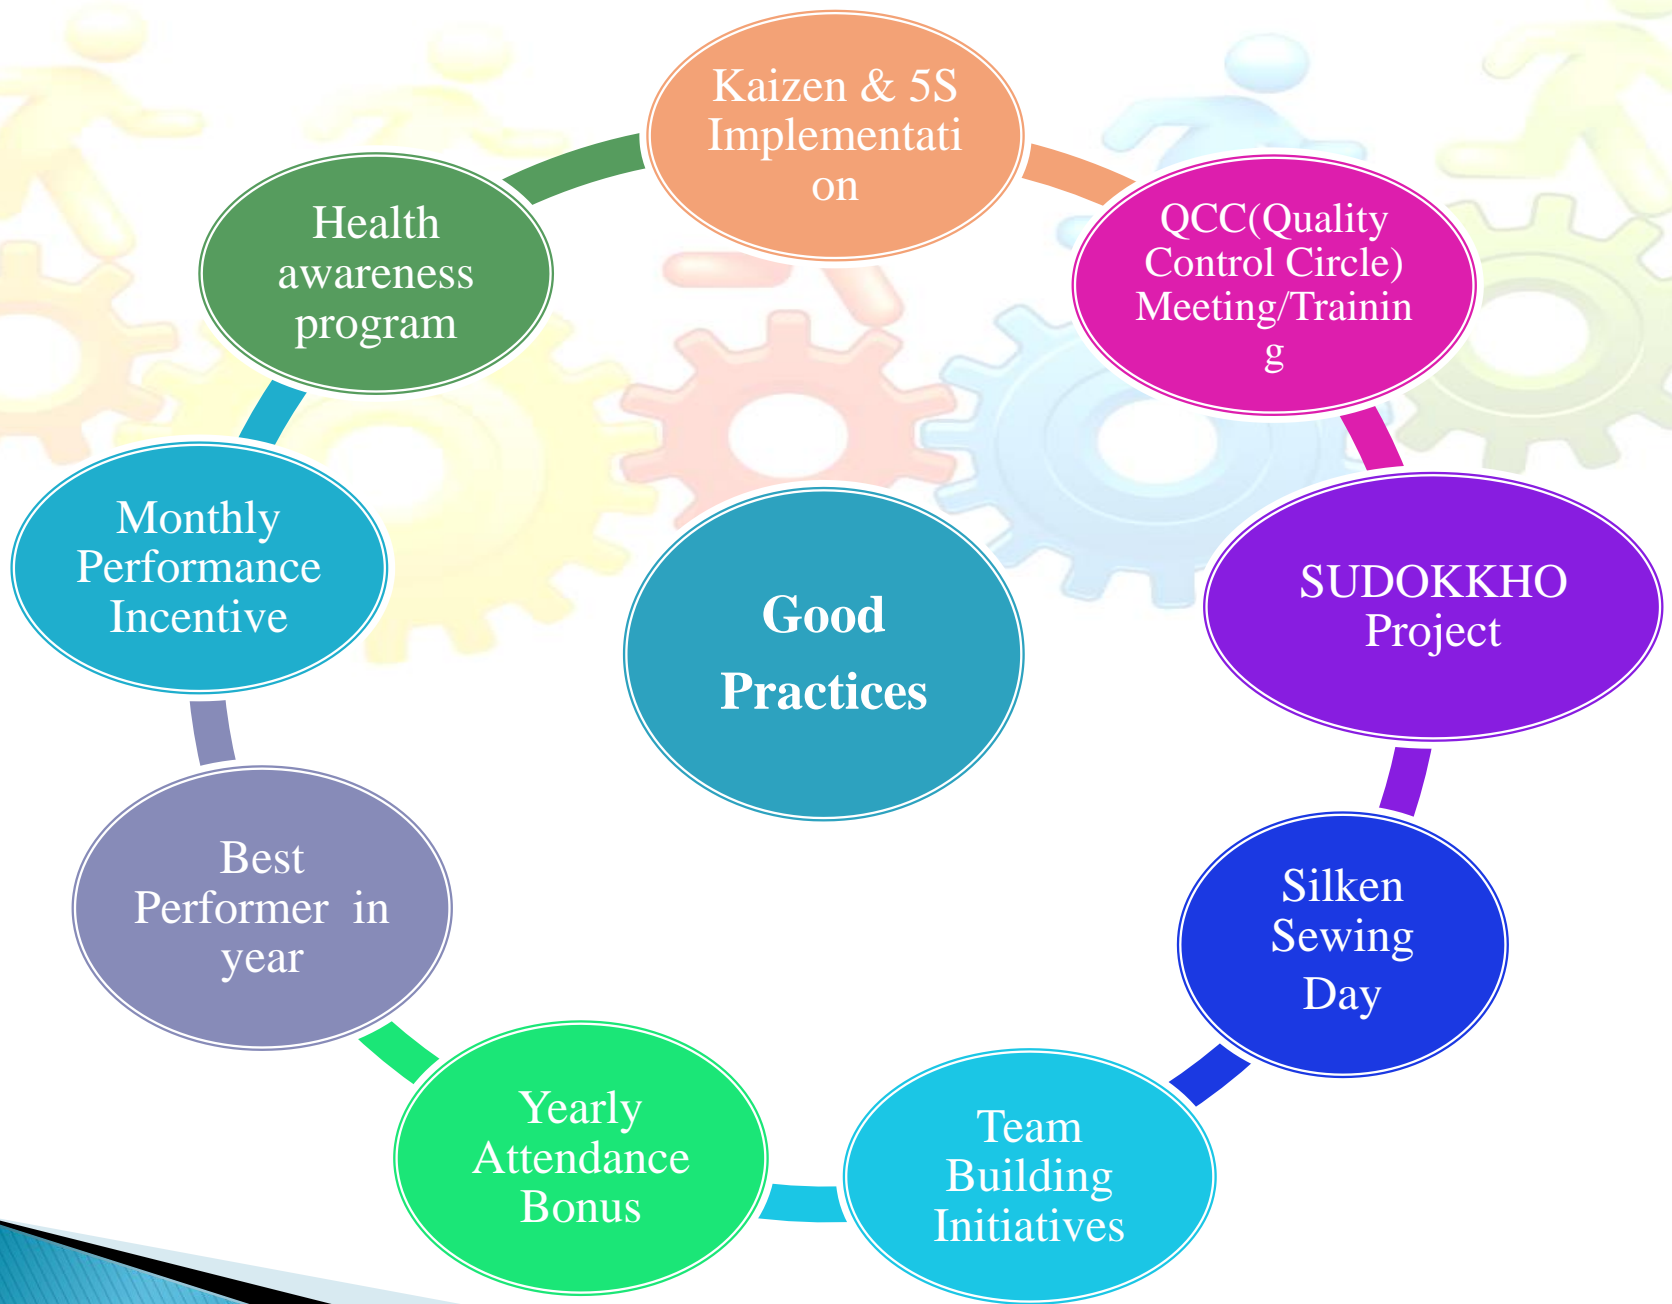 Kaizen & 5S
Implementati
on
QCC(Quality
Control Circle)
Meeting/Trainin
g
SUDOKKHO
Project
Silken
Sewing
Day
Team
Building
Initiatives
Yearly
Attendance
Bonus
Best
Performer in
year
Monthly
Performance
Incentive
Health
awareness
program
Good
Practices